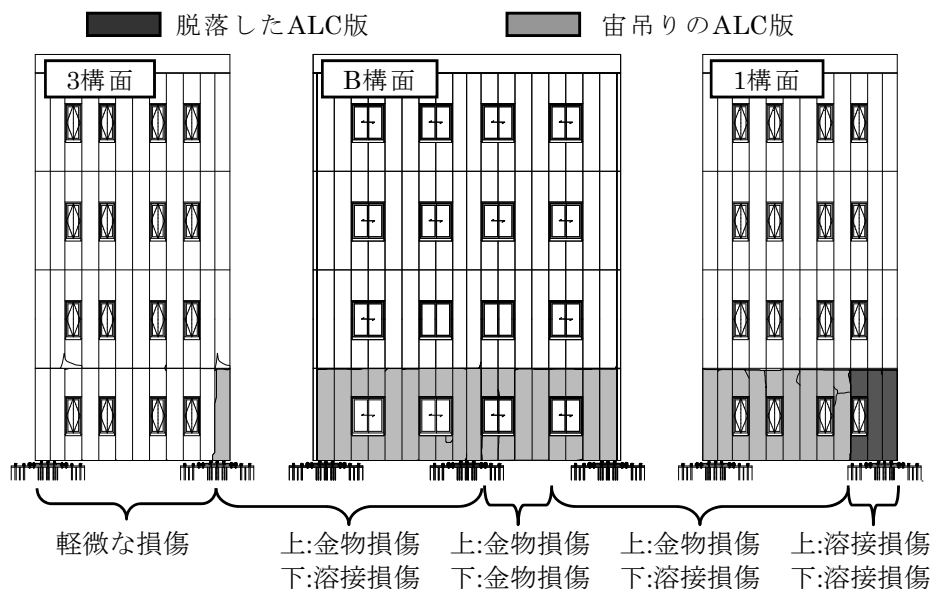 脱落したALC版
宙吊りのALC版
3構面
B構面
1構面
軽微な損傷
上:金物損傷
下:溶接損傷
上:金物損傷
下:金物損傷
上:金物損傷
下:溶接損傷
上:溶接損傷
下:溶接損傷